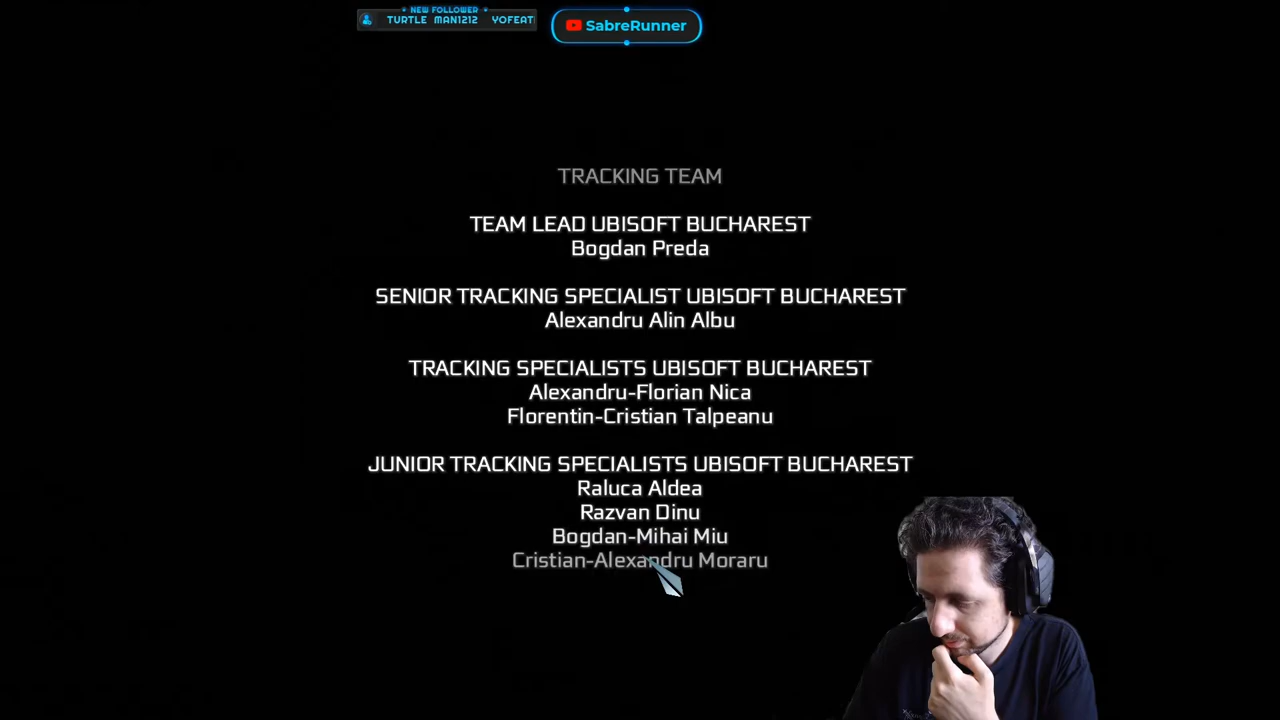 NEW FOLLOWER
TURTLE MAN1212 YOFEAT
SabreRunner
TRACKING TEAM
TEAM LEAD UBISOFT BUCHAREST
Bogdan Preda
SENIOR TRACKING SPECIALIST UBISOFT BUCHAREST
Alexandru Alin Albu
TRACKING SPECIALISTS UBISOFT BUCHAREST
Alexandru-Florian Nica
Florentin-Cristian Talpeanu
JUNIOR TRACKING SPECIALISTS UBISOFT BUCHAREST
Raluca Aldea
Razvan Dinu
Bogdan-Mihai Miu
Cristian-Alexandru Moraru